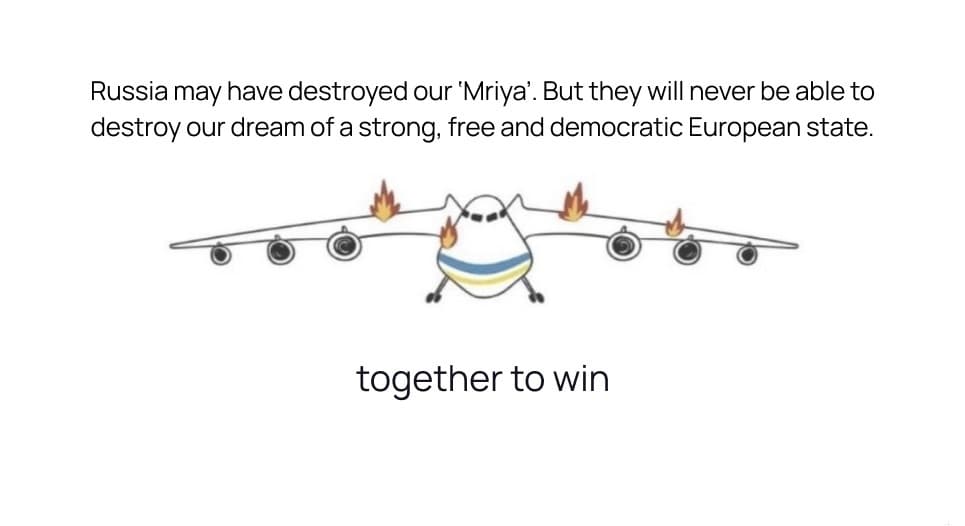 Russia may have destroyed our ‘Mriya’. But they will never be able to
destroy our dream of a strong, free and democratic European state.
together to win